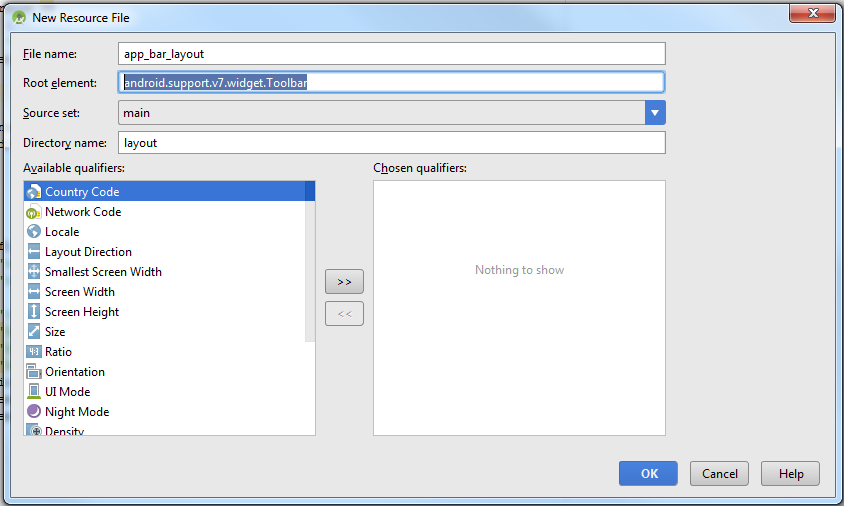 New Resource File
File name: app_bar_layout
Root element: android.support.v7.widget.Toolbar
Source set: main
Directory name: layout
Available qualifiers:
Chosen qualifiers:
Country Code
Network Code
Locale
Layout Direction
Smallest Screen Width
Screen Width
Screen Height
Size
Ratio
Orientation
UI Mode
Night Mode
Density
>>
<<
Nothing to show
OK
Cancel
Help